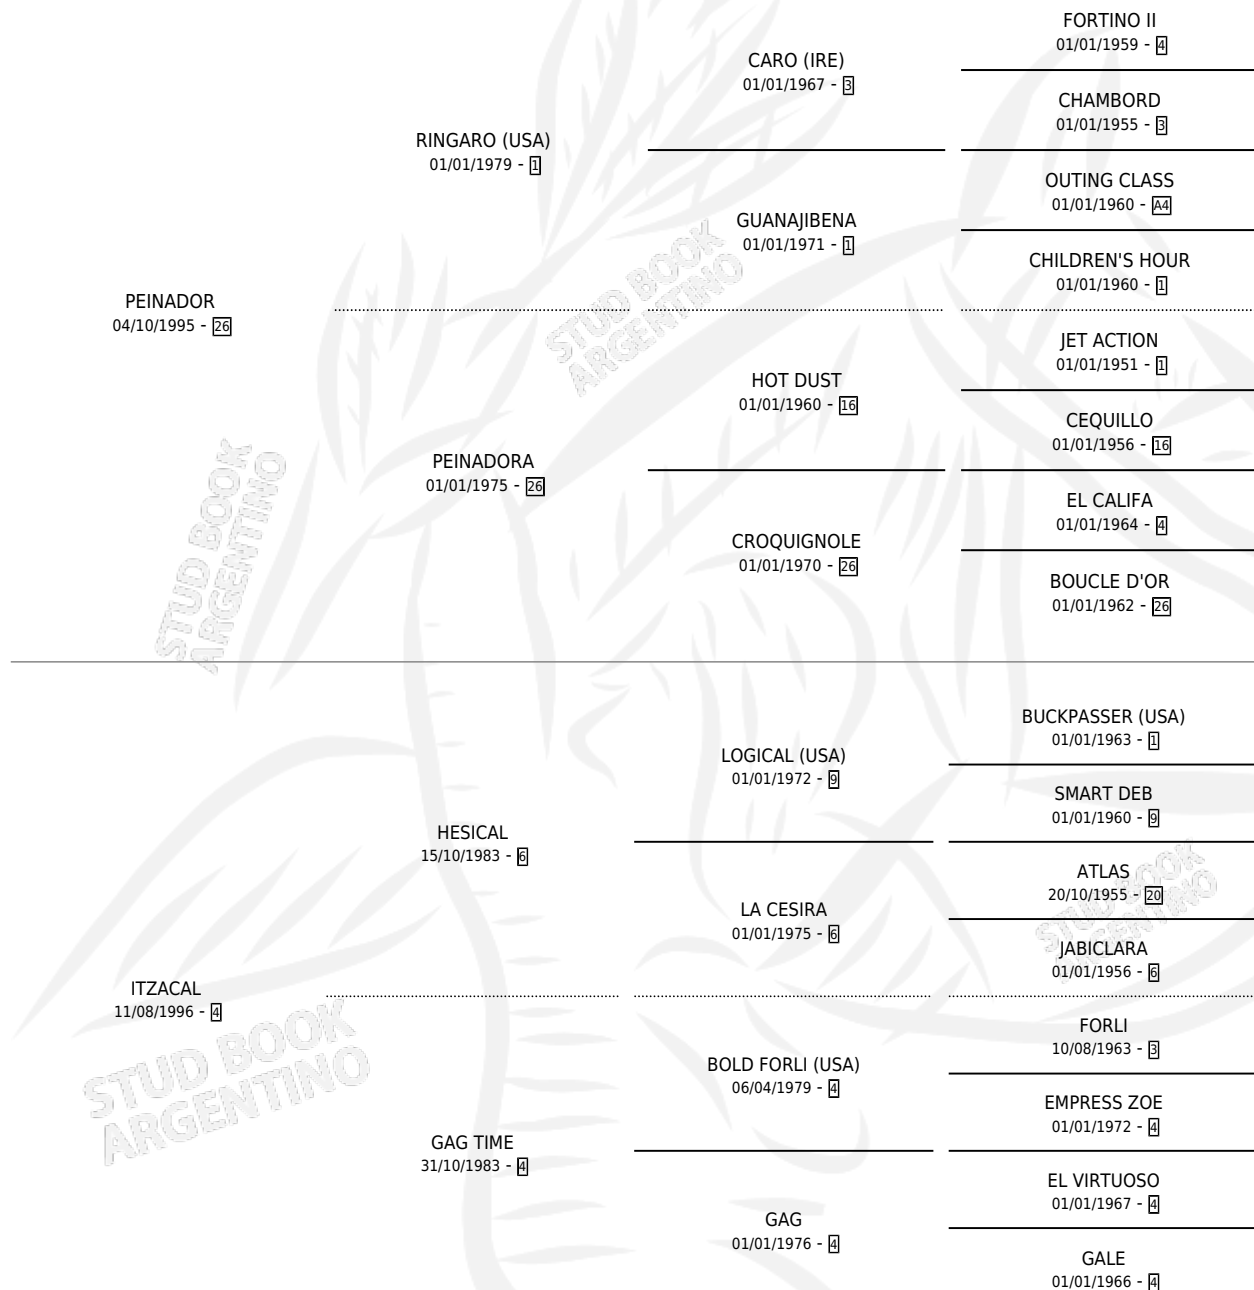 FORTINO II
01/01/1959 - 4
CARO (IRE)
01/01/1967 - 3
CHAMBORD
01/01/1955 - 3
RINGARO (USA)
01/01/1979 - 1
OUTING CLASS
01/01/1960 - A4
GUANAJIBENA
01/01/1971 - 1
CHILDREN'S HOUR
01/01/1960 - 1
PEINADOR
04/10/1995 - 26
JET ACTION
01/01/1951 - 1
HOT DUST
01/01/1960 - 16
CEQUILLO
01/01/1956 - 16
PEINADORA
01/01/1975 - 26
EL CALIFA
01/01/1964 - 4
CROQUIGNOLE
01/01/1970 - 26
BOUCLE D'OR
01/01/1962 - 26
BUCKPASSER (USA)
01/01/1963 - 1
LOGICAL (USA)
01/01/1972 - 9
SMART DEB
01/01/1960 - 9
HESICAL
15/10/1983 - 6
ATLAS
20/10/1955 - 20
LA CESIRA
01/01/1975 - 6
JABICLARA
01/01/1956 - 6
ITZACAL
11/08/1996 - 4
FORLI
10/08/1963 - 3
BOLD FORLI (USA)
06/04/1979 - 4
EMPRESS ZOE
01/01/1972 - 4
GAG TIME
31/10/1983 - 4
EL VIRTUOSO
01/01/1967 - 4
GAG
01/01/1976 - 4
GALE
01/01/1966 - 4
STUD BOOK
ARGENTINO
STUD BOOK
ARGENTINO
STUD BOOK
ARGENTINO
STUD BOOK
ARGENTINO